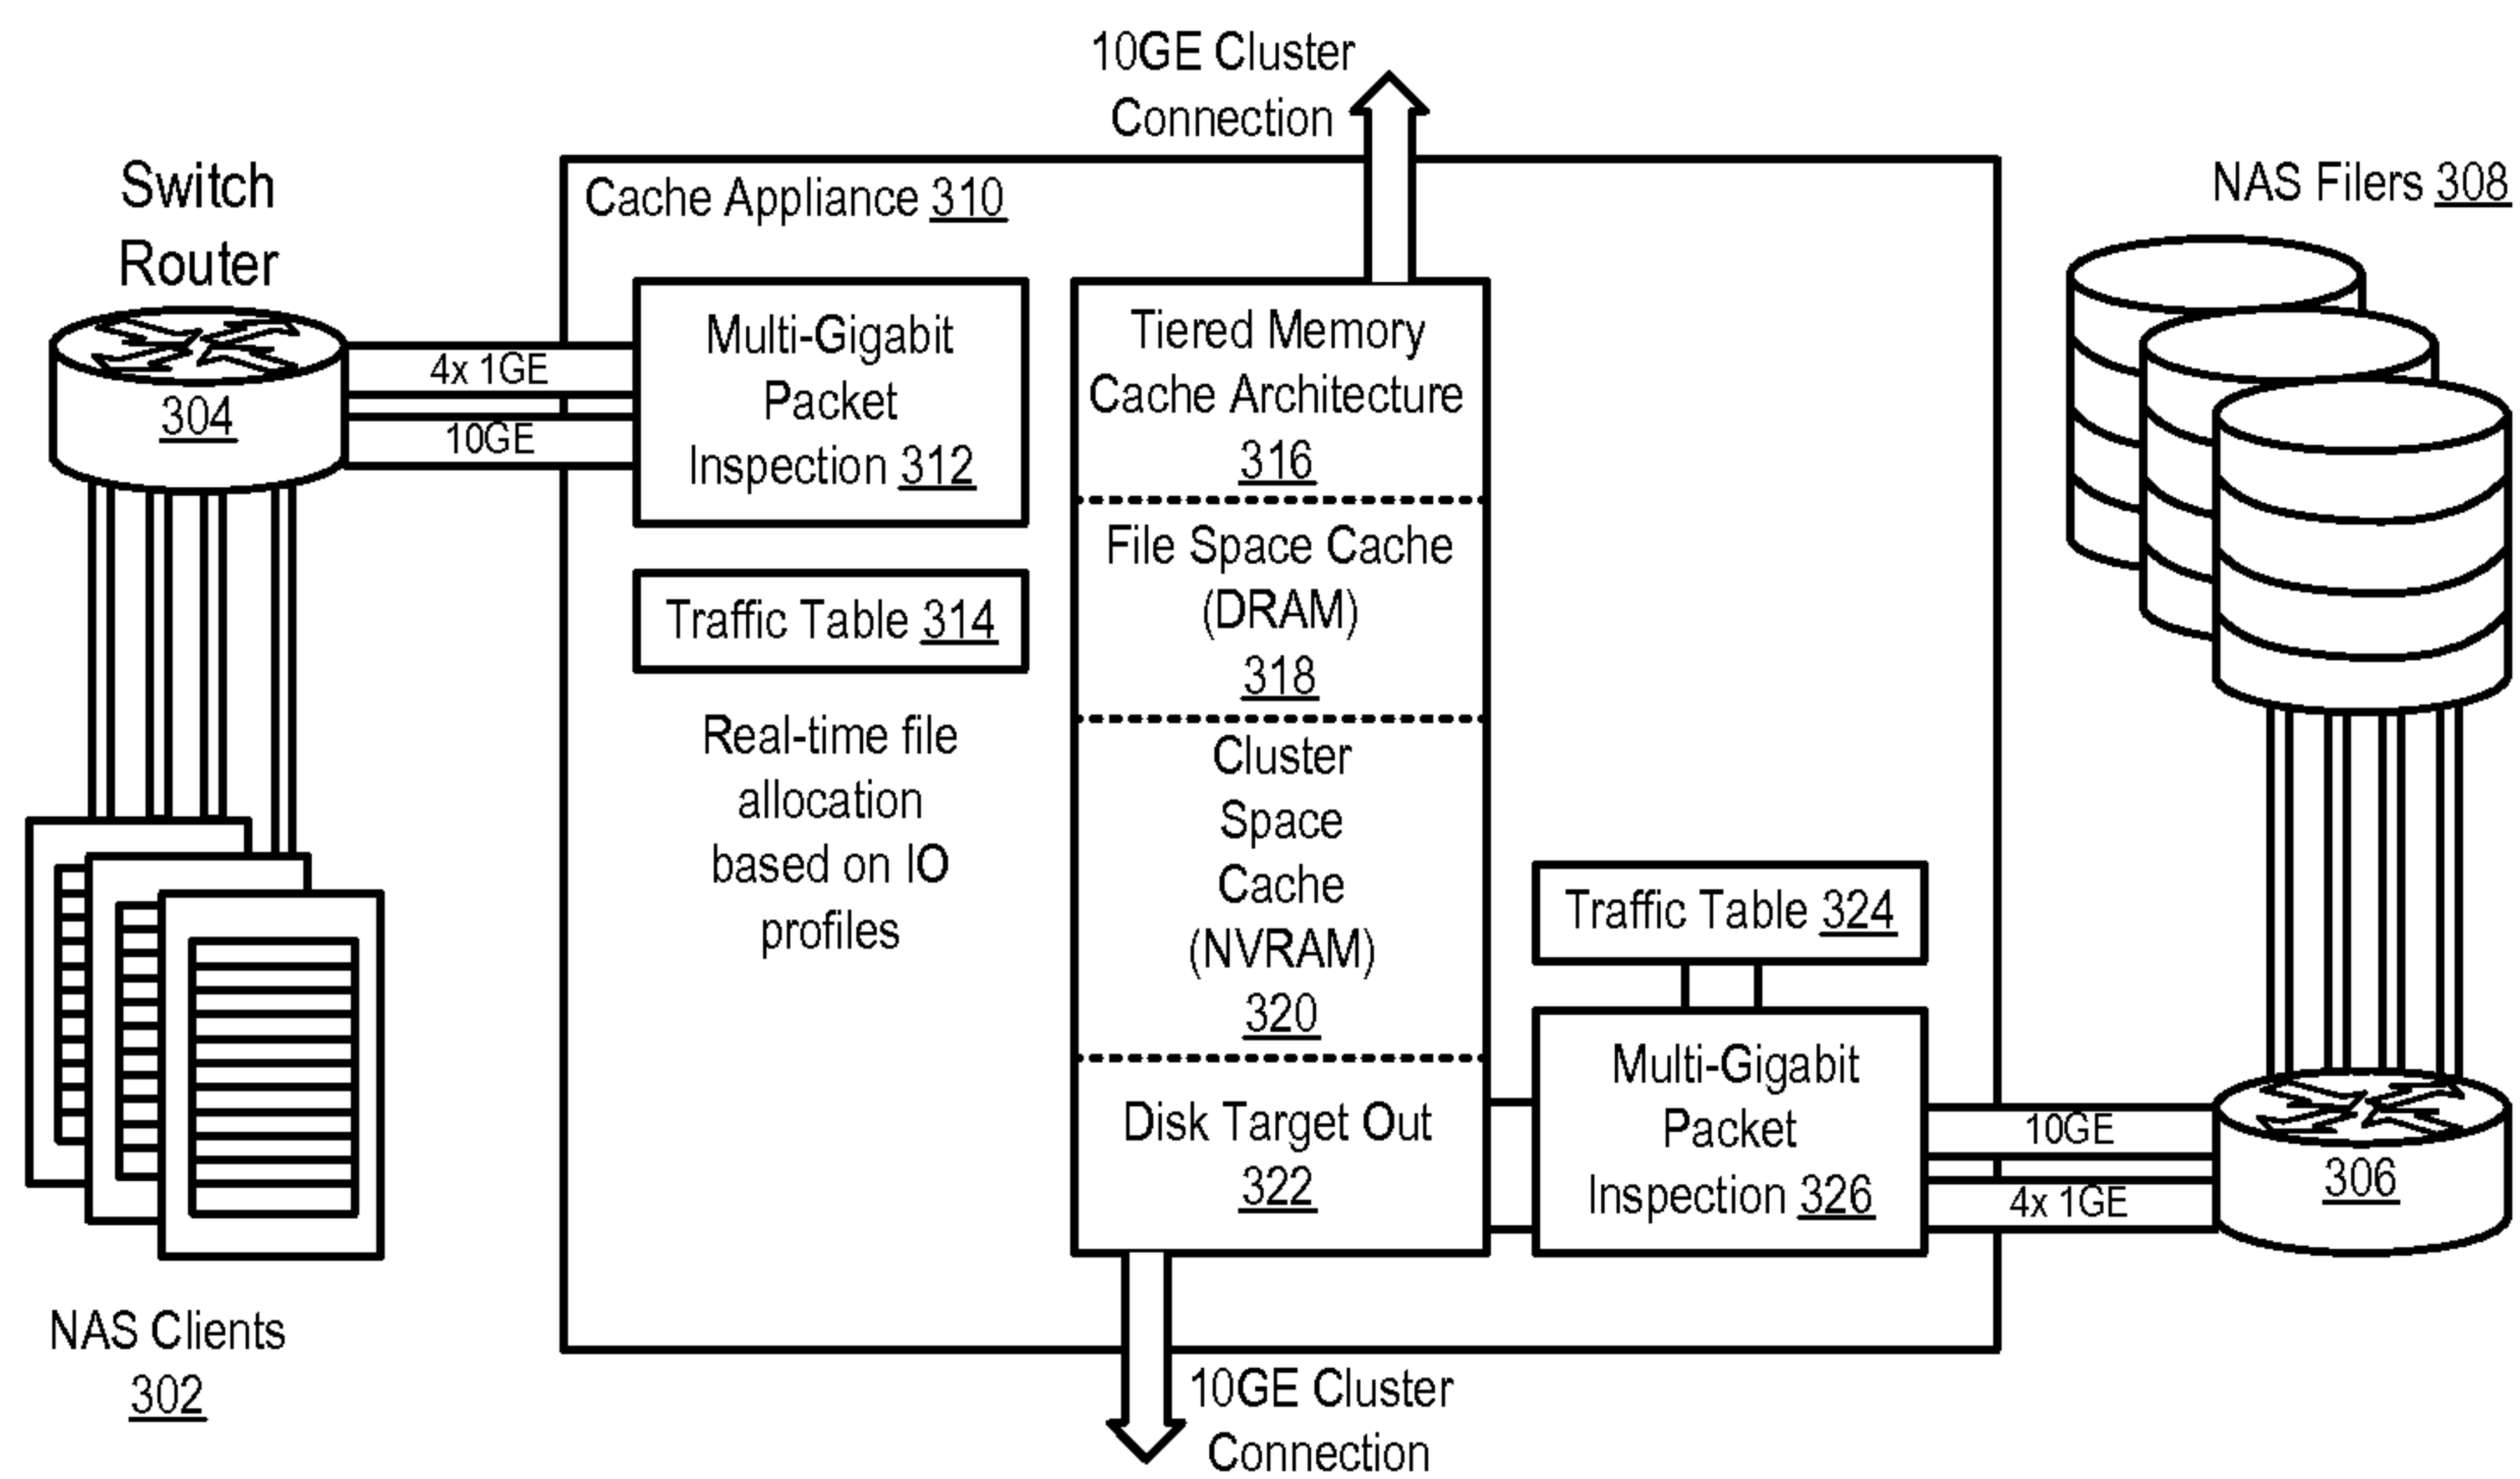 10GE Cluster
Connection
Switch
Router
304
4x 1GE
10GE
NAS Clients
302
Cache Appliance 310
Multi-Gigabit
Packet
Inspection 312
Traffic Table 314
Real-time file
allocation
based on IO
profiles
Tiered Memory
Cache Architecture
316
File Space Cache
(DRAM)
318
Cluster
Space
Cache
(NVRAM)
320
Disk Target Out
322
Traffic Table 324
Multi-Gigabit
Packet
Inspection 326
10GE
4x 1GE
NAS Filers 308
306
10GE Cluster
Connection